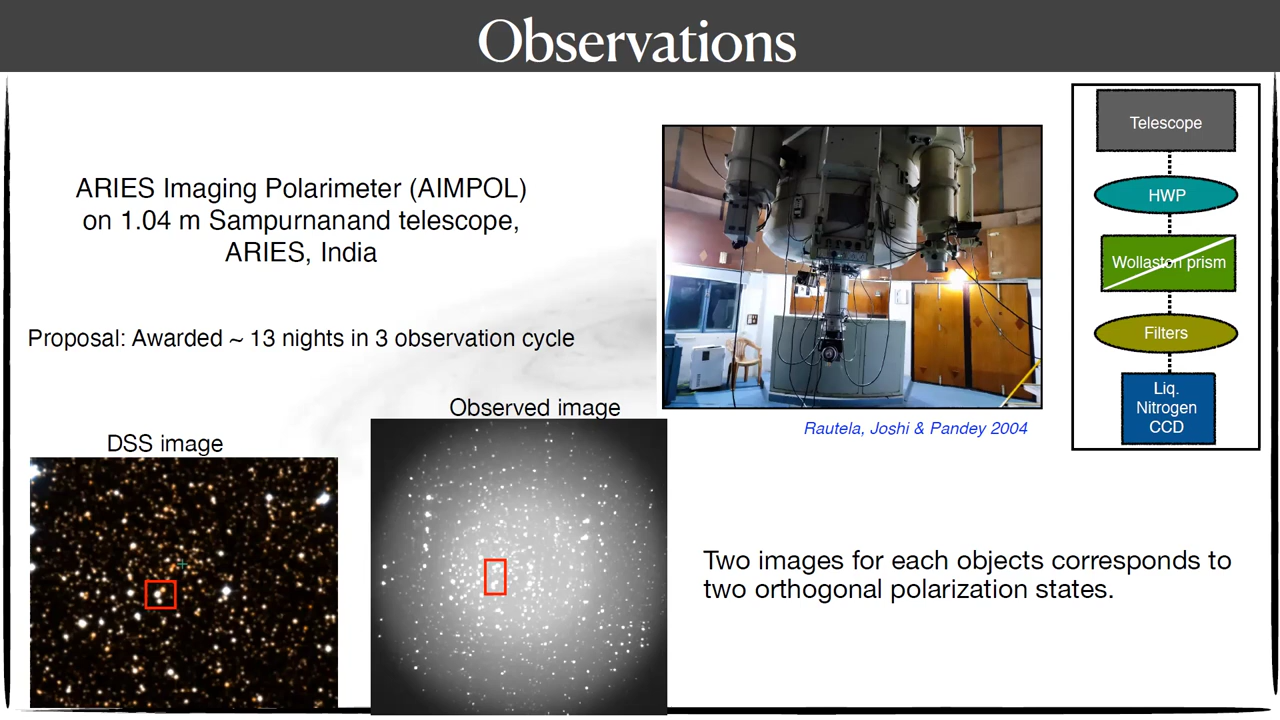 Observations
ARIES Imaging Polarimeter (AIMPOL)
on 1.04 m Sampurnanand telescope,
ARIES, India
Proposal: Awarded ~ 13 nights in 3 observation cycle
Observed image
DSS image
Rautela, Joshi & Pandey 2004
Telescope
HWP
Wollaston prism
Filters
Liq.
Nitrogen
CCD
Two images for each objects corresponds to
two orthogonal polarization states.